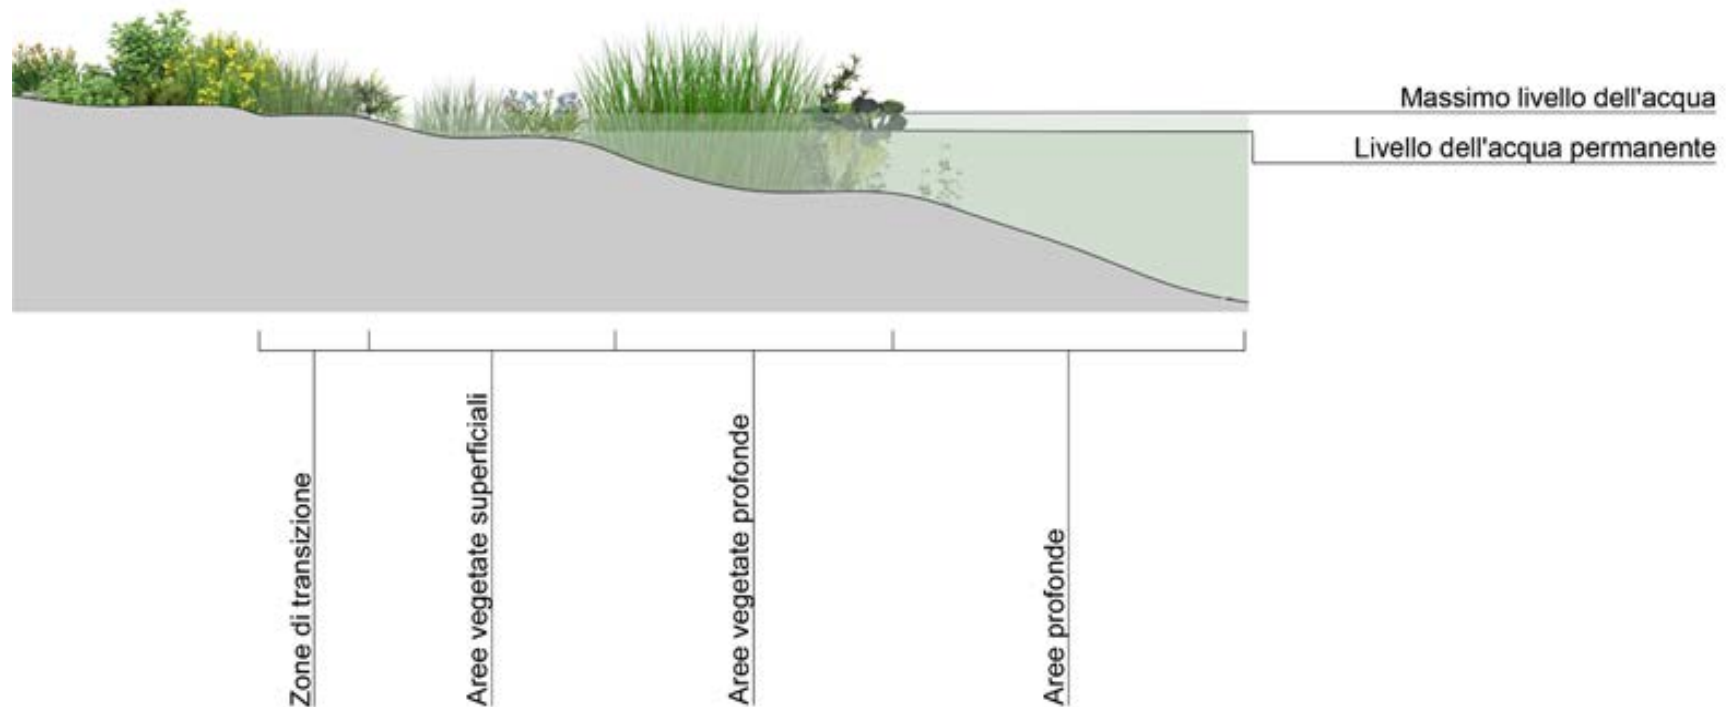 Massimo livello dell'acqua
Livello dell'acqua permanente
Zone di transizione
Aree vegetate superficiali
Aree vegetate profonde
Aree profonde